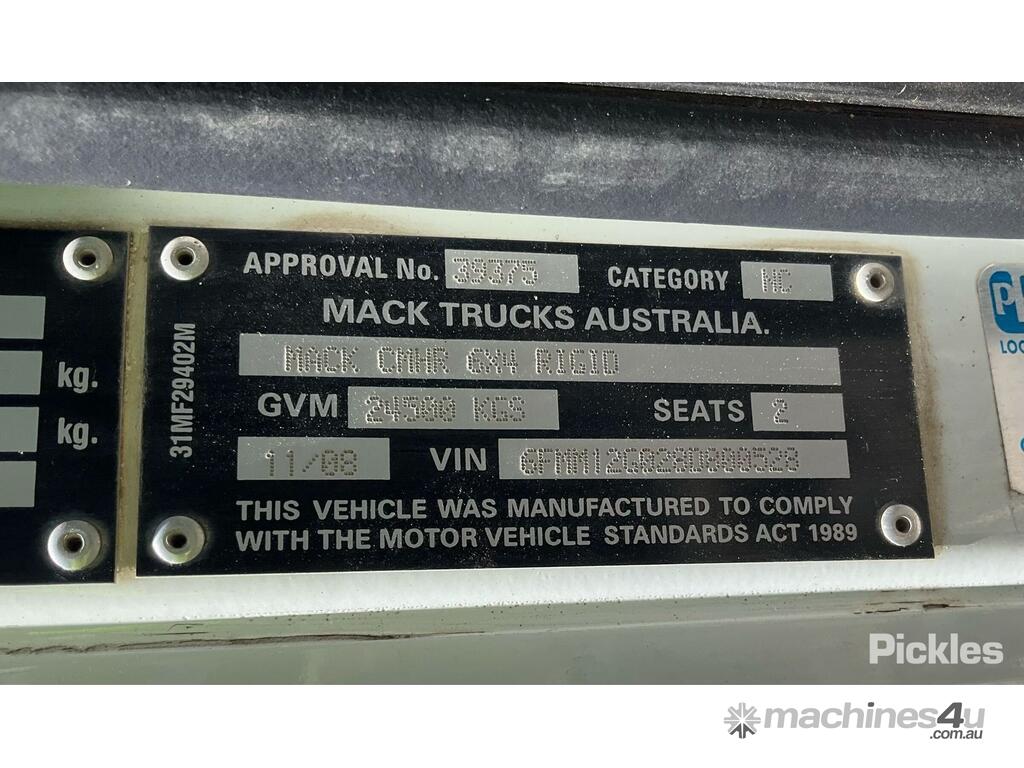 APPROVAL No. 39375 CATEGORY MC
MACK TRUCKS AUSTRALIA.
MACK CMHR 6X4 RIGID
kg.
GVM 24500 KGS SEATS 2
kg.
11/08 VIN 6FMM12G028D800528
THIS VEHICLE WAS MANUFACTURED TO COMPLY
WITH THE MOTOR VEHICLE STANDARDS ACT 1989
31MF29402M
Pickles
machines4u
.com.au